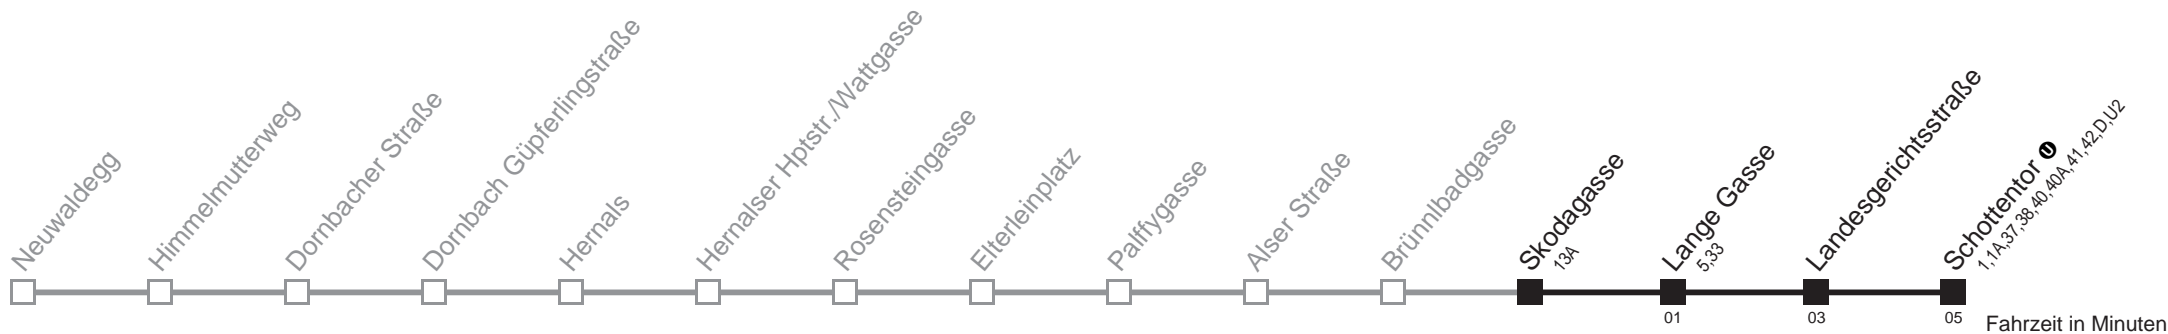 Neuwaldegg
Himmelmutterweg
Dornbacher Straße
Dornbach Güpferlingstraße
Hernals
Hernalser Hptstr./Wattgasse
Rosensteingasse
Elterleinplatz
Palffygasse
Alser Straße
Brünnlbadgasse
Skodagasse
13A
Lange Gasse
5,33
Landesgerichtsstraße
Schottentor U
1,1A,37,38,40,40A,41,42,D,U2
01
03
05
Fahrzeit in Minuten